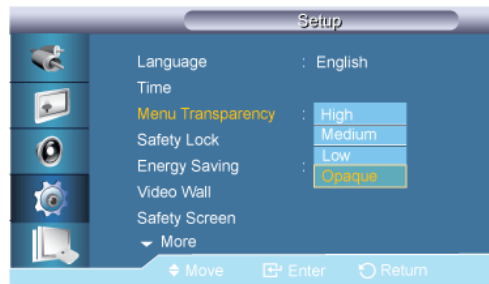 Setup
Language : English
Time
Menu Transparency : High
Medium
Safety Lock
Low
Energy Saving : Opaque
Video Wall
Safety Screen
More
Move Enter Return